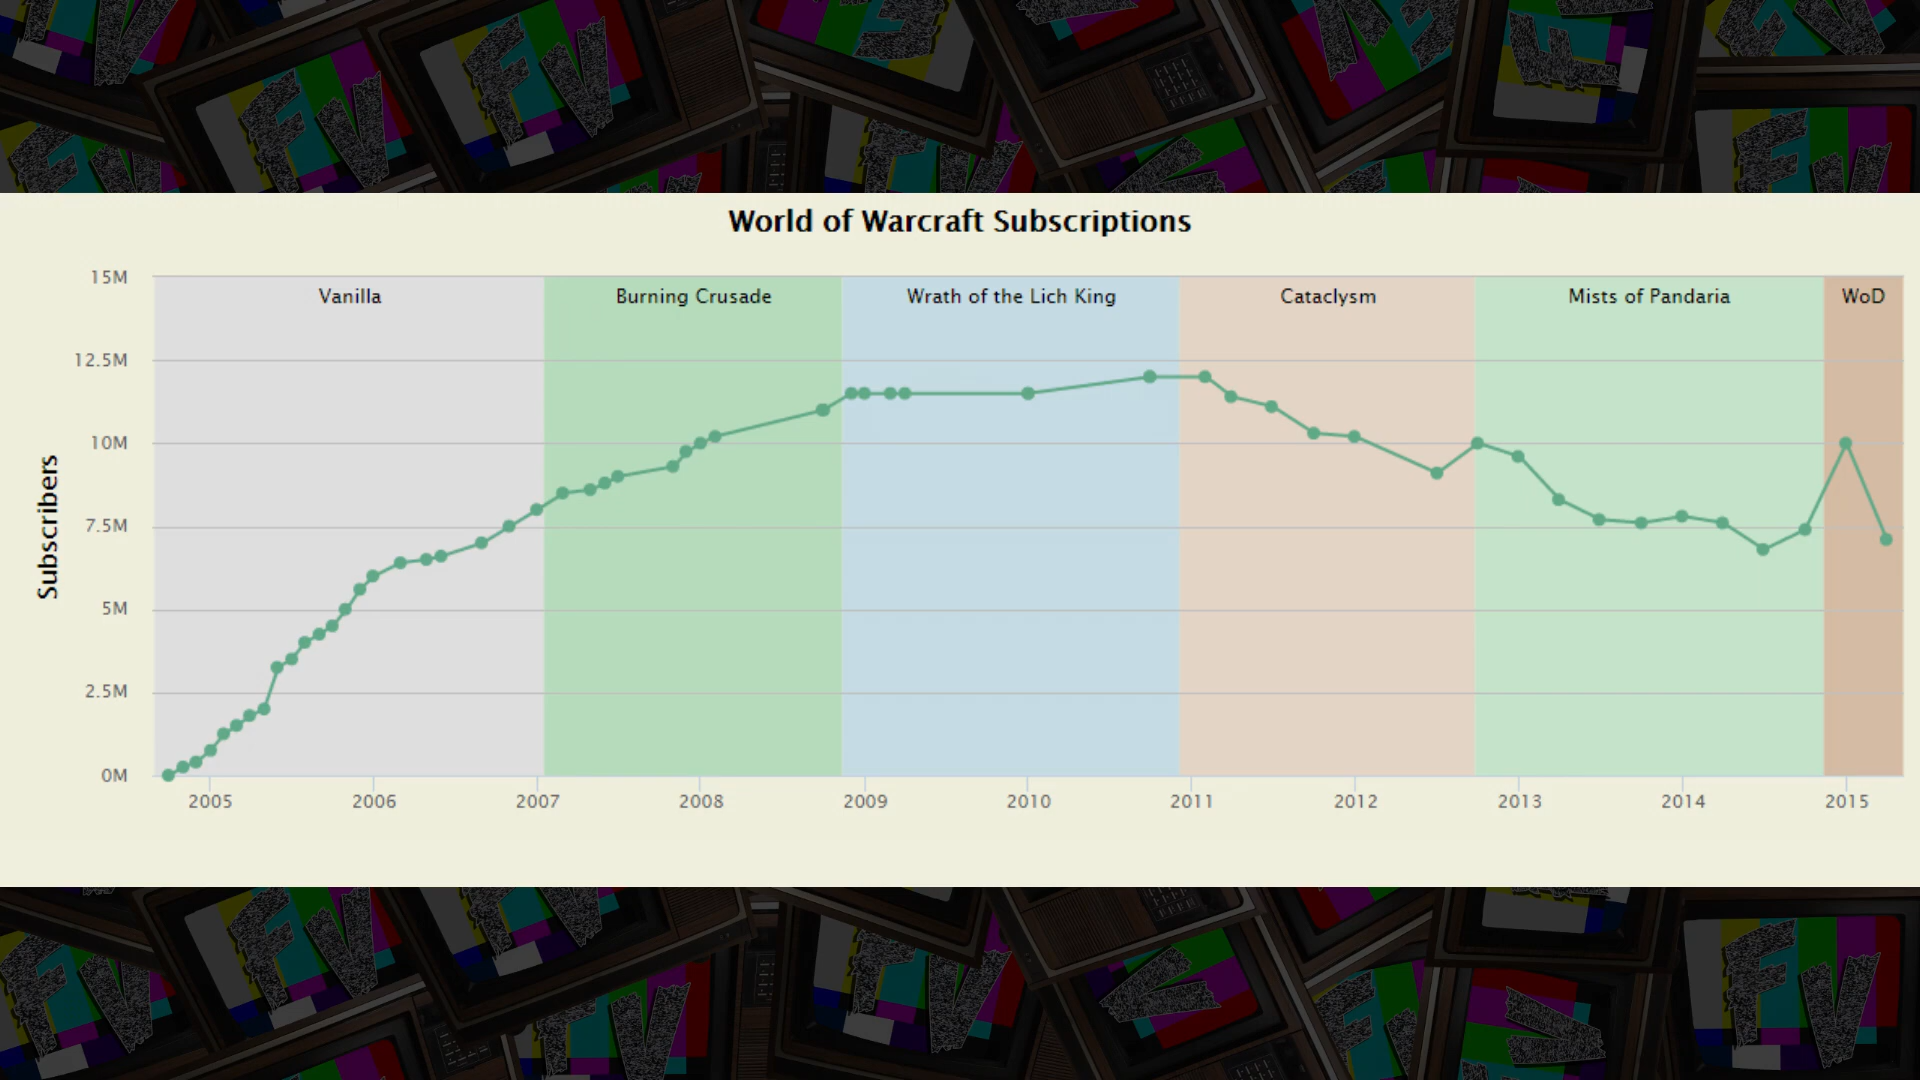 World of Warcraft Subscriptions
15M
Vanilla
Burning Crusade
Wrath of the Lich King
Cataclysm
Mists of Pandaria
WoD
12.5M
10M
7.5M
5M
2.5M
0M
Subscribers
2005
2006
2007
2008
2009
2010
2011
2012
2013
2014
2015